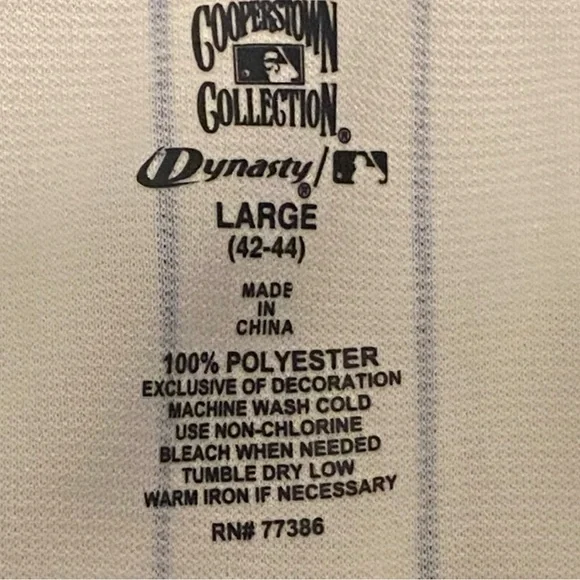 COOPERSTOWN
COLLECTION®
Dynasty®/
LARGE
(42-44)
MADE
IN
CHINA
100% POLYESTER
EXCLUSIVE OF DECORATION
MACHINE WASH COLD
USE NON-CHLORINE
BLEACH WHEN NEEDED
TUMBLE DRY LOW
WARM IRON IF NECESSARY
RN# 77386